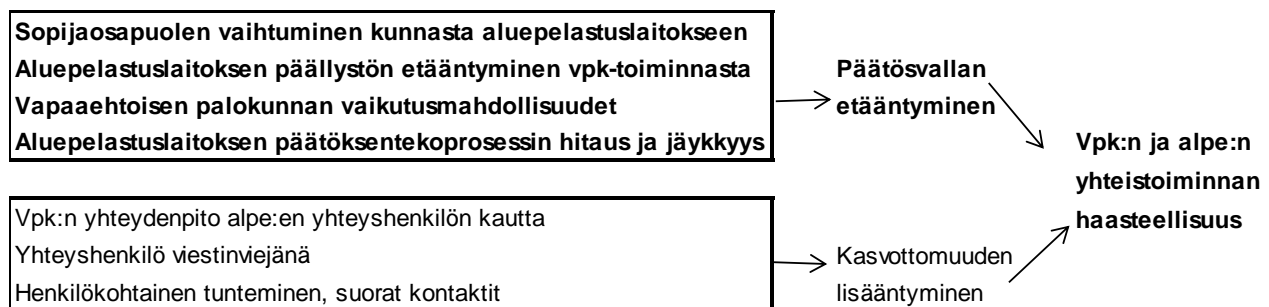 Sopijaosapuolen vaihtuminen kunnasta aluepelastuslaitokseen
Aluepelastuslaitoksen päällystön etääntyminen vpk-toiminnasta
Vapaaehtoisen palokunnan vaikutusmahdollisuudet
Aluepelastuslaitoksen päätöksentekoprosessin hitaus ja jäykkyys
Päätösvallan
etääntyminen
Vpk:n yhteydenpito alpe:en yhteyshenkilön kautta
Yhteyshenkilö viestinviejänä
Henkilökohtainen tunteminen, suorat kontaktit
Kasvottomuuden
lisääntyminen
Vpk:n ja alpe:n
yhteistoiminnan
haasteellisuus